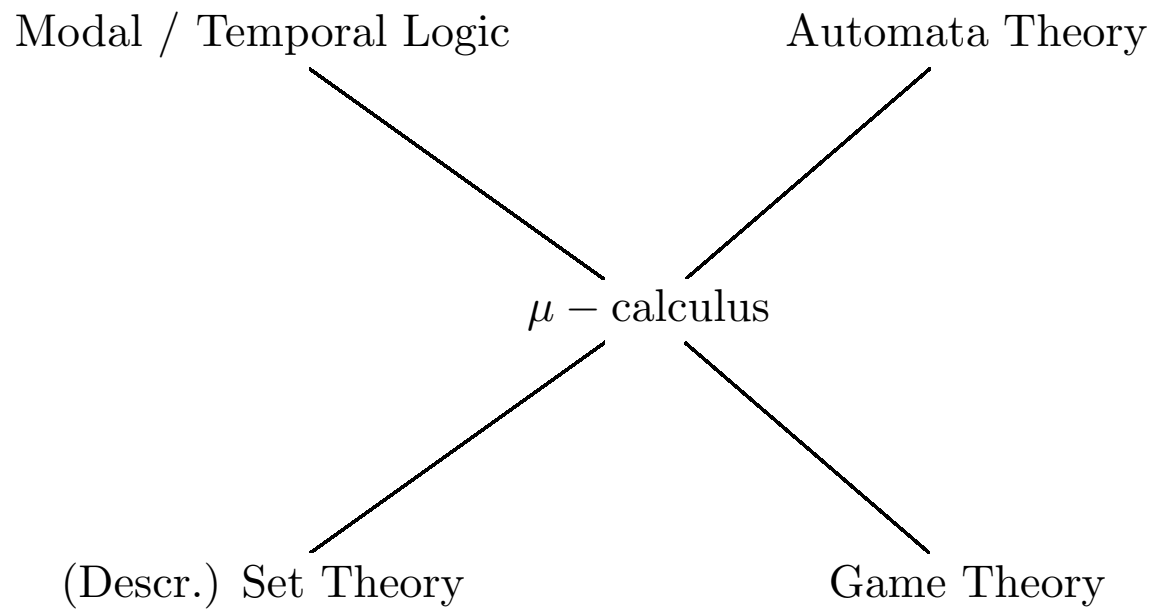 Modal / Temporal Logic
Automata Theory
μ − calculus
(Descr.) Set Theory
Game Theory